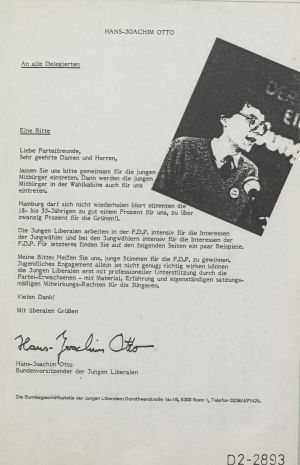 HANS-JOACHIM OTTO
An alle Delegierten
Eine Bitte
Liebe Parteifreunde,
Sehr geehrte Damen und Herren,
lassen Sie uns bitte gemeinsam für die jungen
Mitbürger eintreten. Dann werden die jungen
Mitbürger in der Wahlkabine auch für uns
eintreten.
Hamburg darf sich nicht wiederholen (dort stimmten die
18- bis 35-Jährigen zu gut einem Prozent für uns, zu über
zwanzig Prozent für die Grünen!).
Die Jungen Liberalen arbeiten in der F.D.P. intensiv für die Interessen
der Jungwähler und bei den Jungwählern intensiv für die Interessen der
F.D.P. Für letzteres finden Sie auf den folgenden Seiten ein paar Beispiele.
Meine Bitte: Helfen Sie uns, junge Stimmen für die F.D.P. zu gewinnen.
Jugendliches Engagement allein ist nicht genug; richtig wirken können
die Jungen Liberalen erst mit professioneller Unterstützung durch die
Partei-Erwachsenen - mit Material, Erfahrung und eigenständigen satzungs-
mäßigen Mitwirkungs-Rechten für die Jüngeren.
Vielen Dank!
Mit liberalen Grüßen
Hans-Joachim Otto
Hans-Joachim Otto
Bundesvorsitzender der Jungen Liberalen
Die Bundesgeschäftsstelle der Jungen Liberalen: Dorotheenstraße
D2-2893